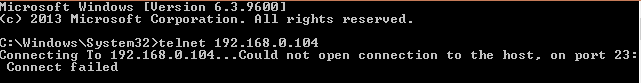 Microsoft Windows [Version 6.3.9600]
(c) 2013 Microsoft Corporation. All rights reserved.
C:\Windows\System32>telnet 192.168.0.104
Connecting To 192.168.0.104...Could not open connection to the host, on port 23:
Connect failed